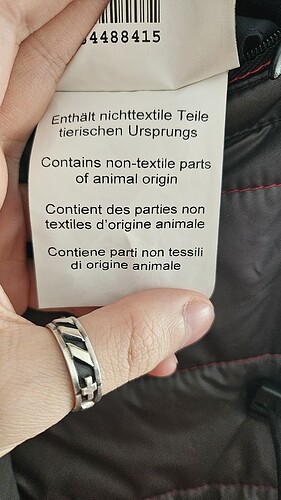 4488415
Enthält nichttextile Teile
tierischen Ursprungs
Contains non-textile parts
of animal origin
Contient des parties non
textiles d'origine animale
Contiene parti non tessili
di origine animale